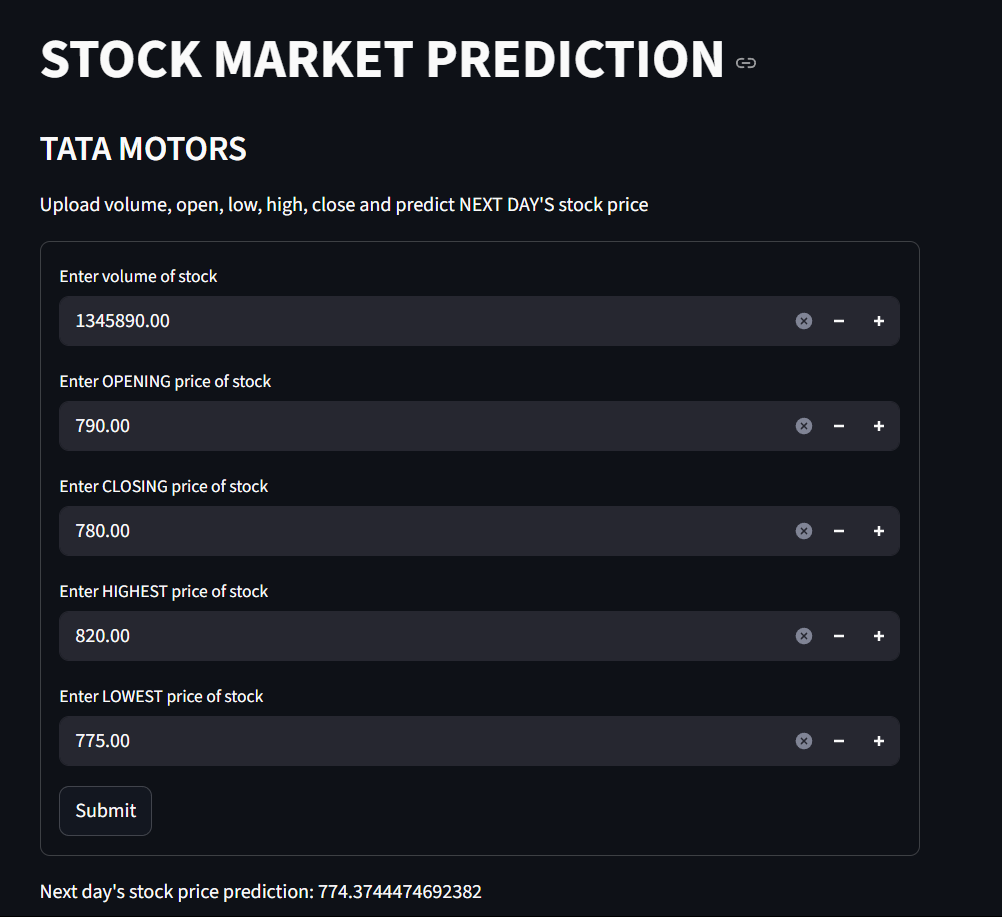 STOCK MARKET PREDICTION
TATA MOTORS
Upload volume, open, low, high, close and predict NEXT DAY'S stock price
Enter volume of stock
1345890.00
Enter OPENING price of stock
790.00
Enter CLOSING price of stock
780.00
Enter HIGHEST price of stock
820.00
Enter LOWEST price of stock
775.00
Submit
Next day's stock price prediction: 774.3744474692382